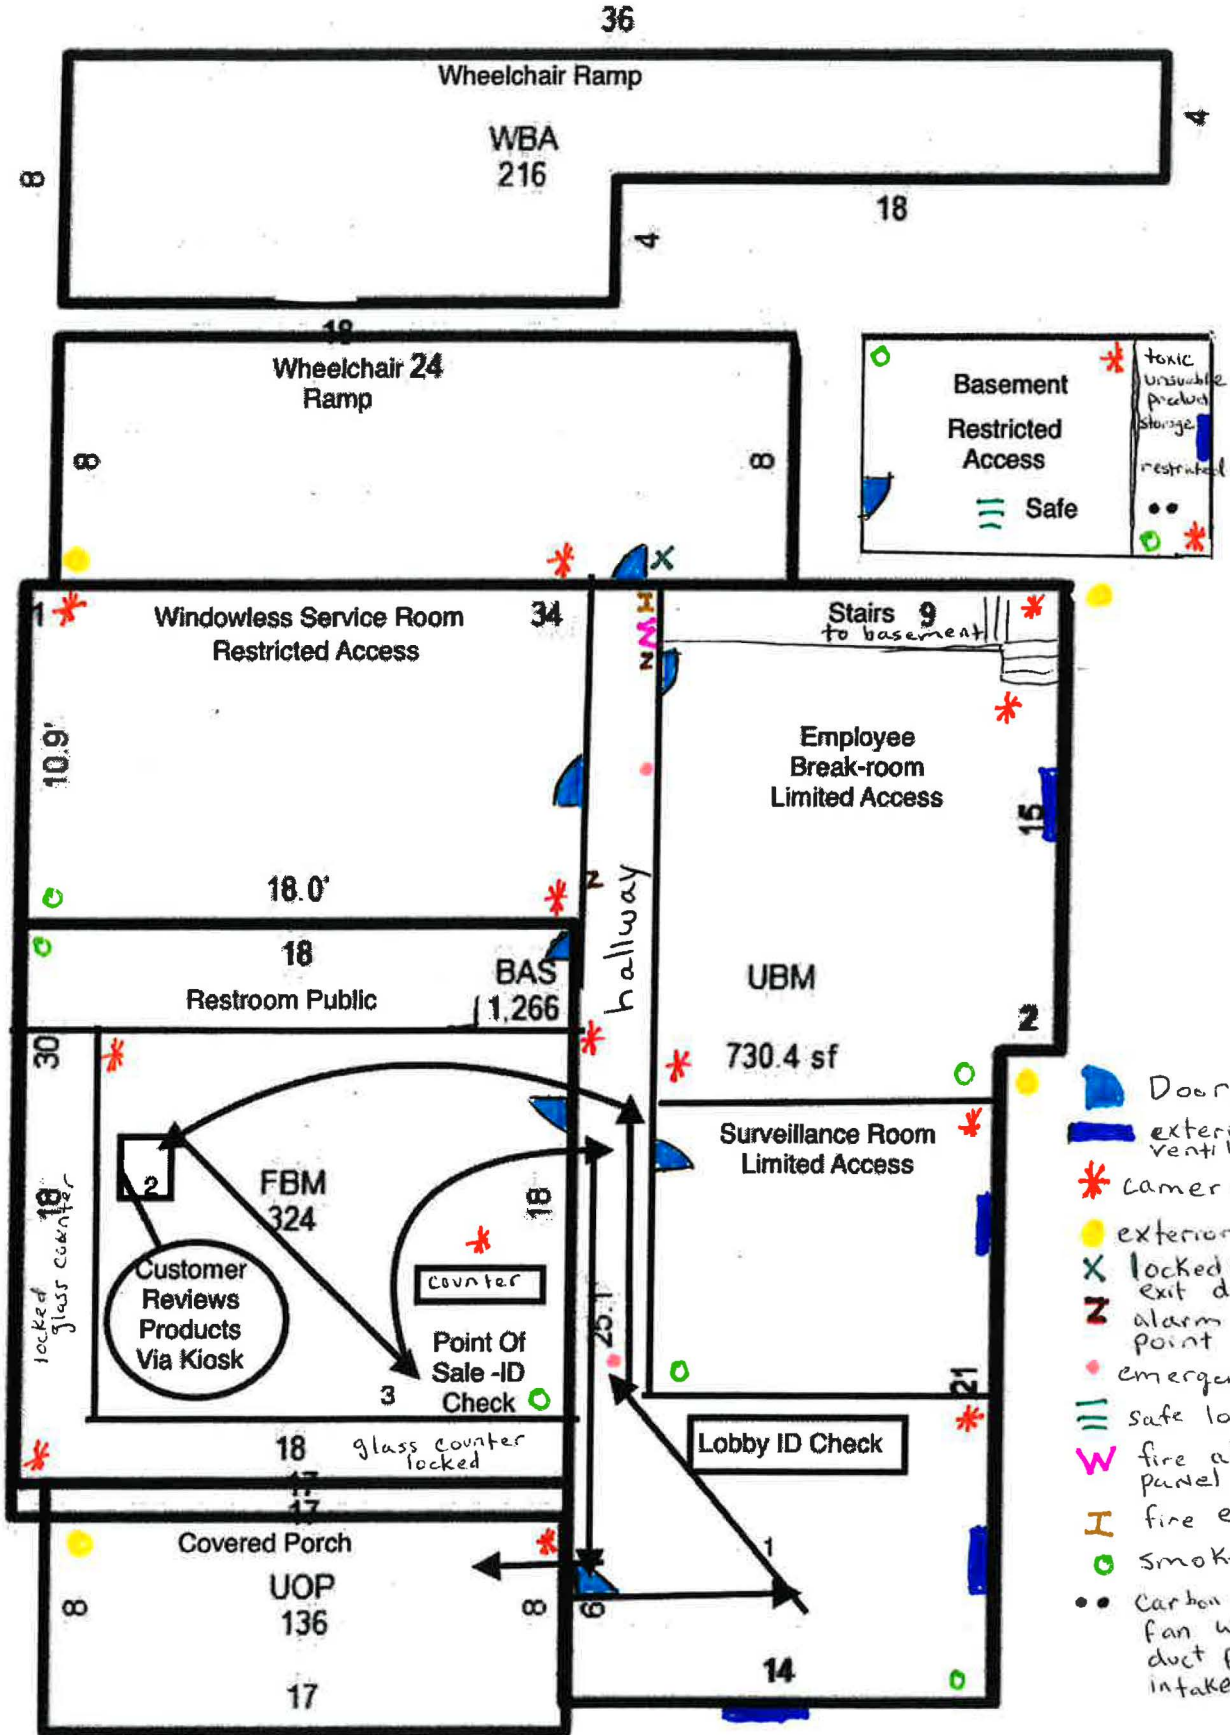 36
Wheelchair Ramp
WBA
216
8
4
18
4
18
Wheelchair 24
Ramp
8
8
Basement
Restricted
Access
Safe
toxic
unusable
product
storage
restricted
1
Windowless Service Room
Restricted Access
34
Stairs 9
to basement
10.9'
Employee
Break-room
Limited Access
15
18.0'
hallway
18
Restroom Public
BAS
1,266
UBM
730.4 sf
2
30
18
locked
glass counter
2
FBM
324
18
Customer
Reviews
Products
Via Kiosk
counter
Point Of
Sale -ID
Check
3
25.1
Surveillance Room
Limited Access
21
Lobby ID Check
1
18
glass counter
locked
17
17
Covered Porch
UOP
136
8
8
17
6
14
Door
exteri
ventil
camer
exterior
locked
exit d
alarm
point
emerge
safe lo
fire a
panel
fire e
smok
carbon
fan w
duct f
intake